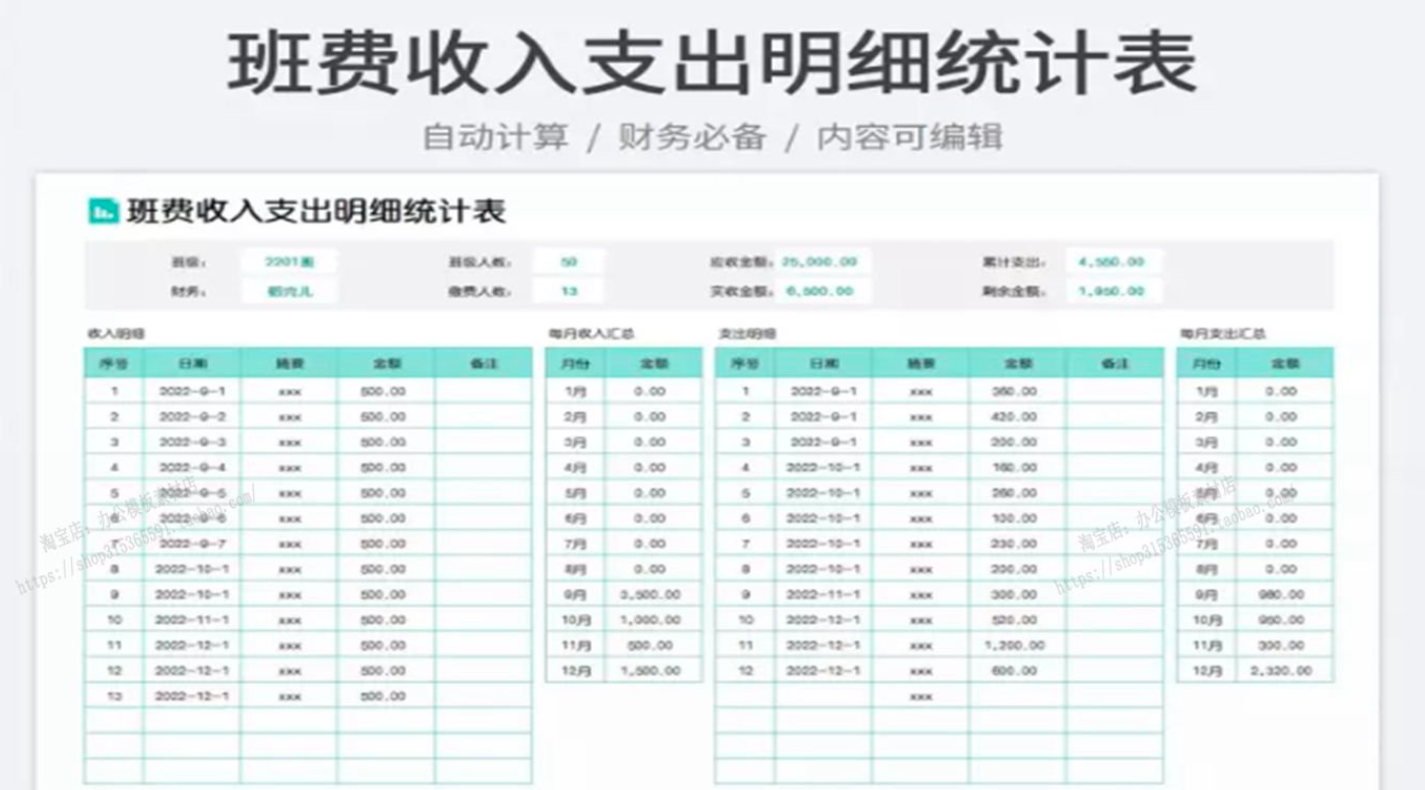 班费收入支出明细统计表
自动计算 / 财务必备 / 内容可编辑
班费收入支出明细统计表
班级： 2201班 班级人数： 50 应收金额： 25,000.00 累计支出： 4,550.00
财务： 缴费人数： 13 实收金额： 6,500.00 剩余金额： 1,950.00
收入明细 每月收入汇总 支出明细 每月支出汇总
序号 日期 摘要 金额 备注 月份 金额 序号 日期 摘要 金额 备注 月份 金额
1 2022-9-1 xxx 500.00 1月 0.00 1 2022-9-1 xxx 360.00 1月 0.00
2 2022-9-2 xxx 500.00 2月 0.00 2 2022-9-1 xxx 420.00 2月 0.00
3 2022-9-3 xxx 500.00 3月 0.00 3 2022-9-1 xxx 200.00 3月 0.00
4 2022-9-4 xxx 500.00 4月 0.00 4 2022-10-1 xxx 160.00 4月 0.00
5 2022-9-5 xxx 500.00 5月 0.00 5 2022-10-1 xxx 260.00 5月 0.00
6 2022-9-6 xxx 500.00 6月 0.00 6 2022-10-1 xxx 100.00 6月 0.00
7 2022-9-7 xxx 500.00 7月 0.00 7 2022-10-1 xxx 230.00 7月 0.00
8 2022-10-1 xxx 500.00 8月 0.00 8 2022-10-1 xxx 200.00 8月 0.00
9 2022-10-1 xxx 500.00 9月 3,500.00 9 2022-11-1 xxx 300.00 9月 980.00
10 2022-11-1 xxx 500.00 10月 1,000.00 10 2022-12-1 xxx 520.00 10月 950.00
11 2022-12-1 xxx 500.00 11月 500.00 11 2022-12-1 xxx 1,200.00 11月 300.00
12 2022-12-1 xxx 500.00 12月 1,500.00 12 2022-12-1 xxx 600.00 12月 2,320.00
13 2022-12-1 xxx 500.00 xxx
淘宝店：办公模板素材店
https://shop315365591.taobao.com/
淘宝店：办公模板素材店
https://shop315365591.taobao.com/